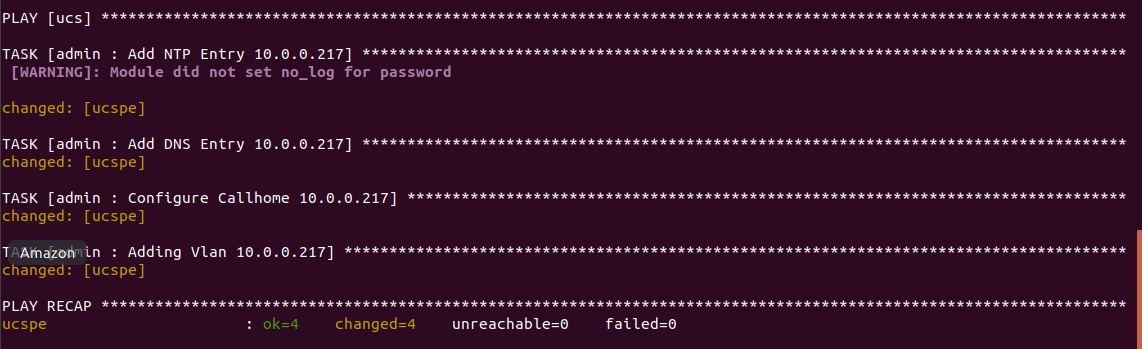 PLAY [ucs] ******************************************************************************************************************
TASK [admin : Add NTP Entry 10.0.0.217] *************************************************************************************
[WARNING]: Module did not set no_log for password
changed: [ucspe]
TASK [admin : Add DNS Entry 10.0.0.217] *************************************************************************************
changed: [ucspe]
TASK [admin : Configure Callhome 10.0.0.217] ********************************************************************************
changed: [ucspe]
TASK [admin : Adding Vlan 10.0.0.217] ***************************************************************************************
Amazon
changed: [ucspe]
PLAY RECAP ******************************************************************************************************************
ucspe : ok=4 changed=4 unreachable=0 failed=0